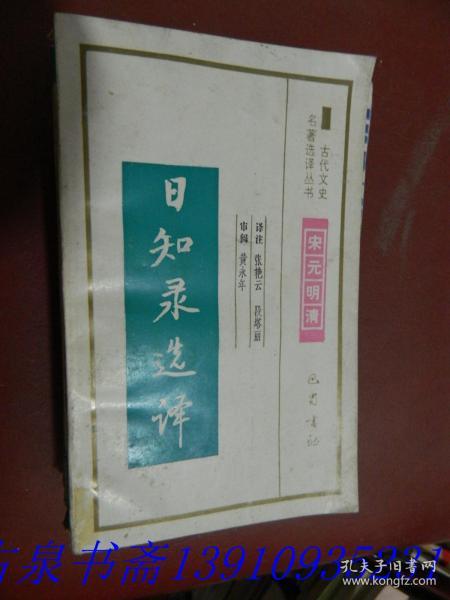 古代文史
名著选译丛书
宋元明清
巴蜀书社
译注 张艳云 段塔丽
审阅 黄永年
日知录选译
古泉书斋13910935831
孔夫子旧书网
www.kongfz.com